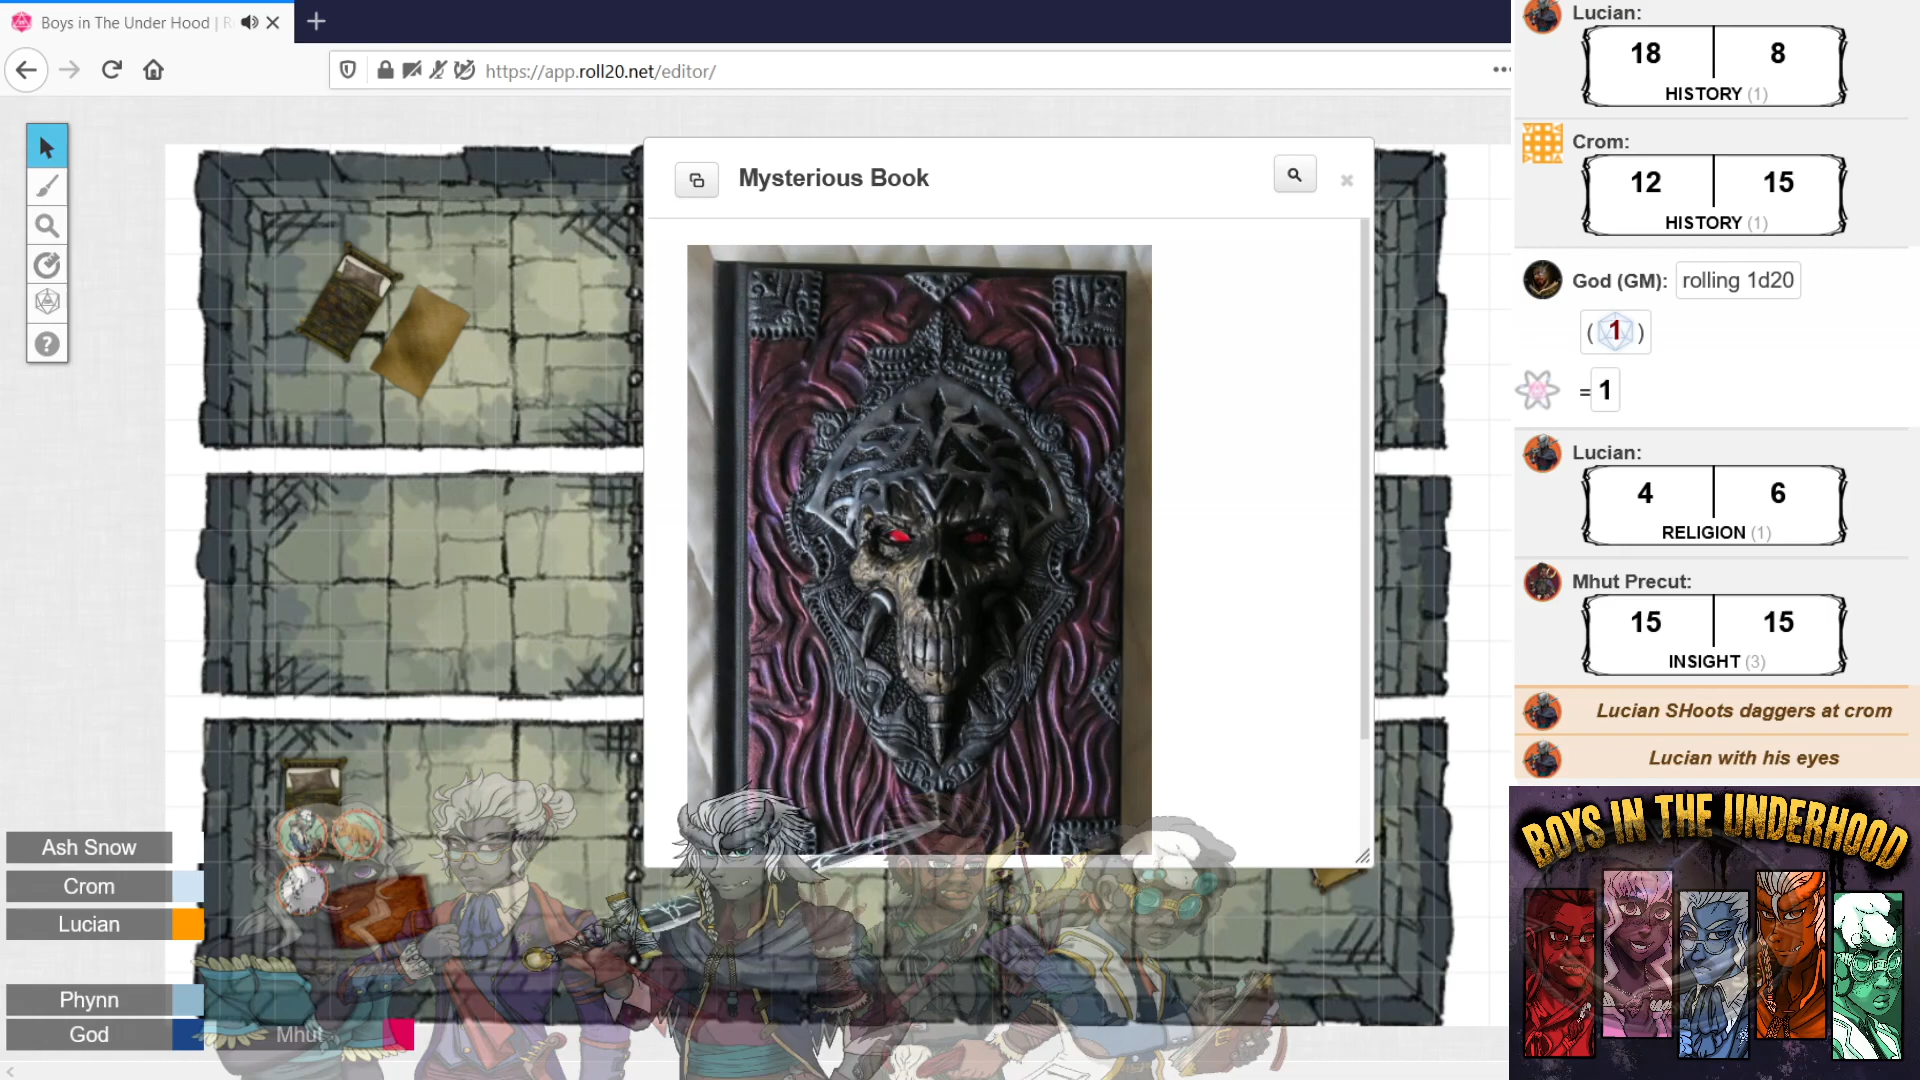 Boys in The Under Hood | R
https://app.roll20.net/editor/
Mysterious Book
Lucian:
18 8
HISTORY (1)
Crom:
12 15
HISTORY (1)
God (GM): rolling 1d20
(1)
=1
Lucian:
4 6
RELIGION (1)
Mhut Precut:
15 15
INSIGHT (3)
Lucian SHoots daggers at crom
Lucian with his eyes
BOYS IN THE UNDERHOOD
Ash Snow
Crom
Lucian
Phynn
God
Mhut